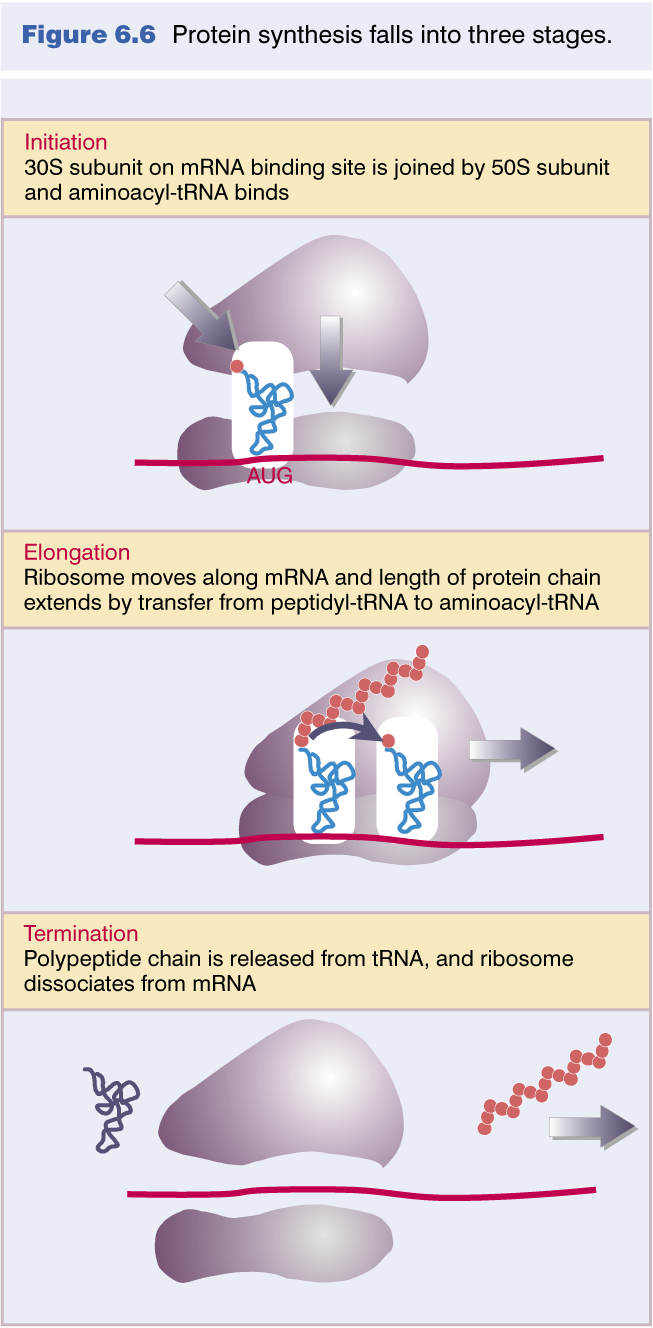 Figure 6.6 Protein synthesis falls into three stages.
Initiation
30S subunit on mRNA binding site is joined by 50S subunit
and aminoacyl-tRNA binds
AUG
Elongation
Ribosome moves along mRNA and length of protein chain
extends by transfer from peptidyl-tRNA to aminoacyl-tRNA
Termination
Polypeptide chain is released from tRNA, and ribosome
dissociates from mRNA